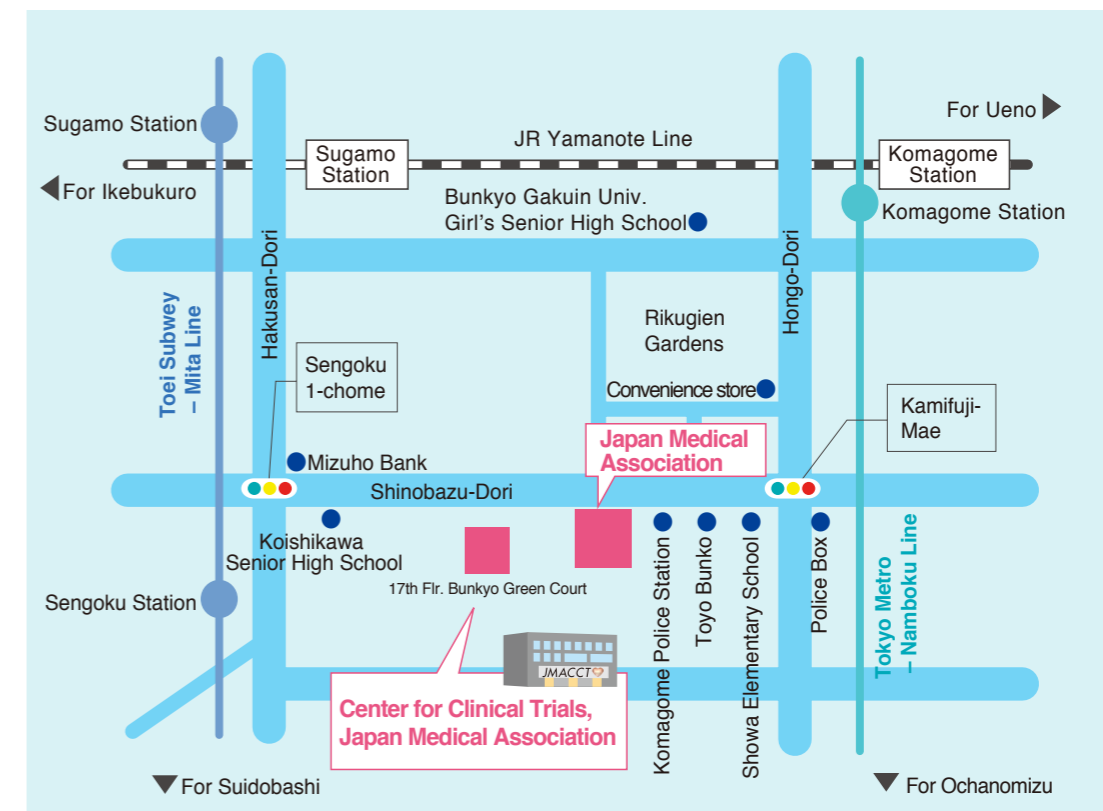 For Ueno
Sugamo Station
JR Yamanote Line
Sugamo
Station
Komagome
Station
For Ikebukuro
Bunkyo Gakuin Univ.
Girl's Senior High School
Komagome Station
Hakusan-Dori
Hongo-Dori
Toei Subwey
– Mita Line
Rikugien
Gardens
Sengoku
1-chome
Convenience store
Kamifuji-
Mae
Japan Medical
Association
Mizuho Bank
Shinobazu-Dori
Koishikawa
Senior High School
17th Flr. Bunkyo Green Court
Sengoku Station
Komagome Police Station
Toyo Bunko
Showa Elementary School
Police Box
Tokyo Metro
– Namboku Line
JMACCT
Center for Clinical Trials,
Japan Medical Association
For Suidobashi
For Ochanomizu